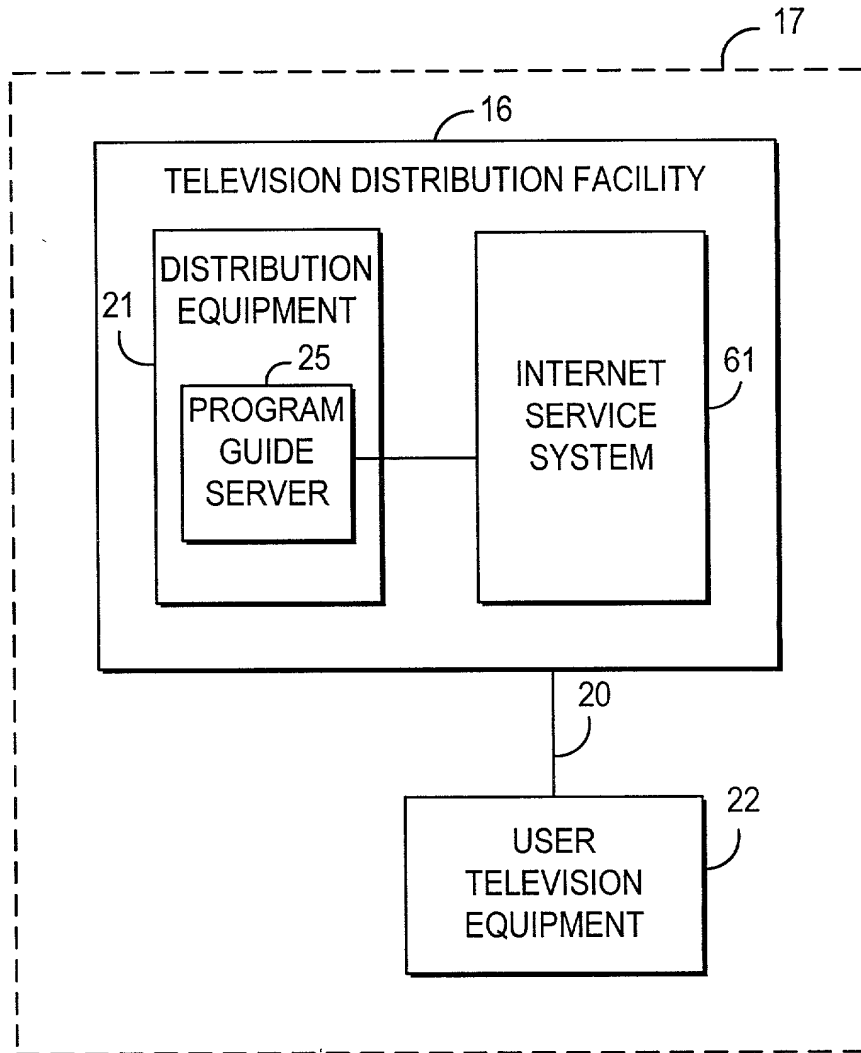 17
16
TELEVISION DISTRIBUTION FACILITY
DISTRIBUTION
EQUIPMENT
21
25
PROGRAM
GUIDE
SERVER
INTERNET
SERVICE
SYSTEM
61
20
22
USER
TELEVISION
EQUIPMENT